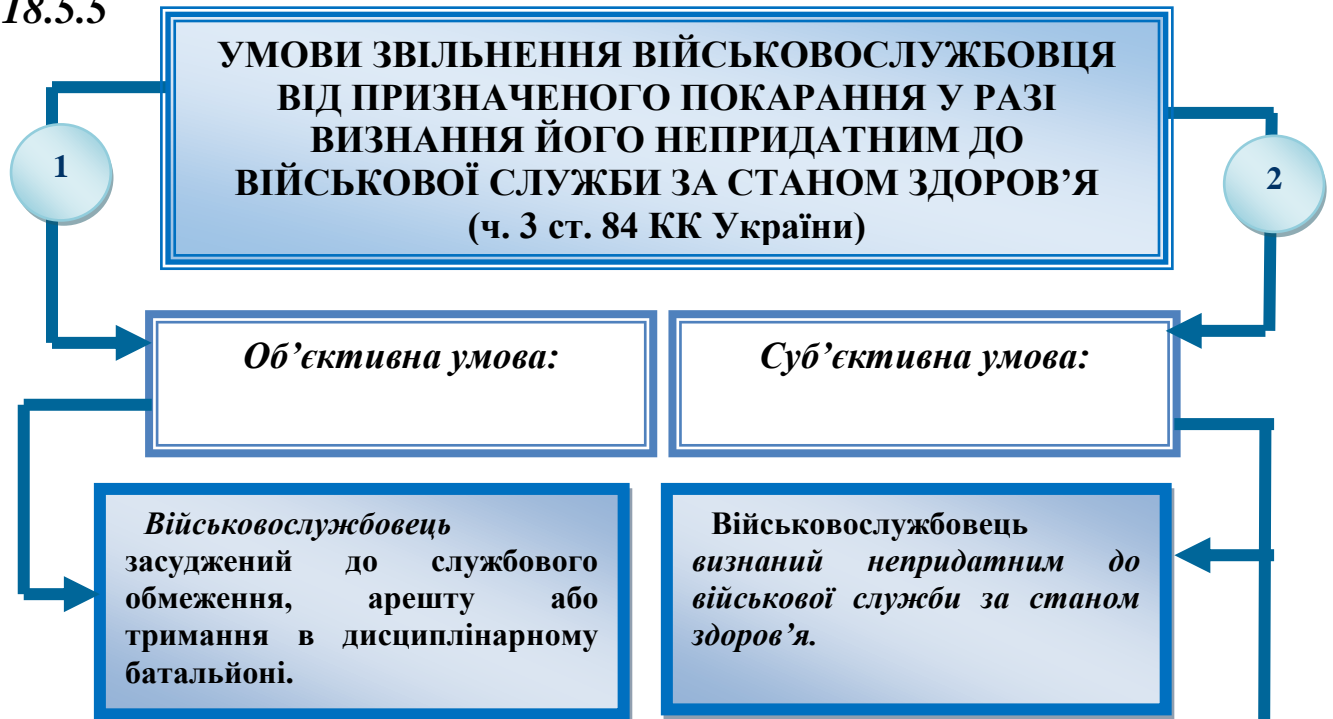 18.5.5
УМОВИ ЗВІЛЬНЕННЯ ВІЙСЬКОВОСЛУЖБОВЦЯ
ВІД ПРИЗНАЧЕНОГО ПОКАРАННЯ У РАЗІ
ВИЗНАННЯ ЙОГО НЕПРИДАТНИМ ДО
ВІЙСЬКОВОЇ СЛУЖБИ ЗА СТАНОМ ЗДОРОВ’Я
(ч. 3 ст. 84 КК України)
1
2
Об’єктивна умова:
Суб’єктивна умова:
Військовослужбовець
засуджений до службового
обмеження, арешту або
тримання в дисциплінарному
батальйоні.
Військовослужбовець
визнаний непридатним до
військової служби за станом
здоров’я.